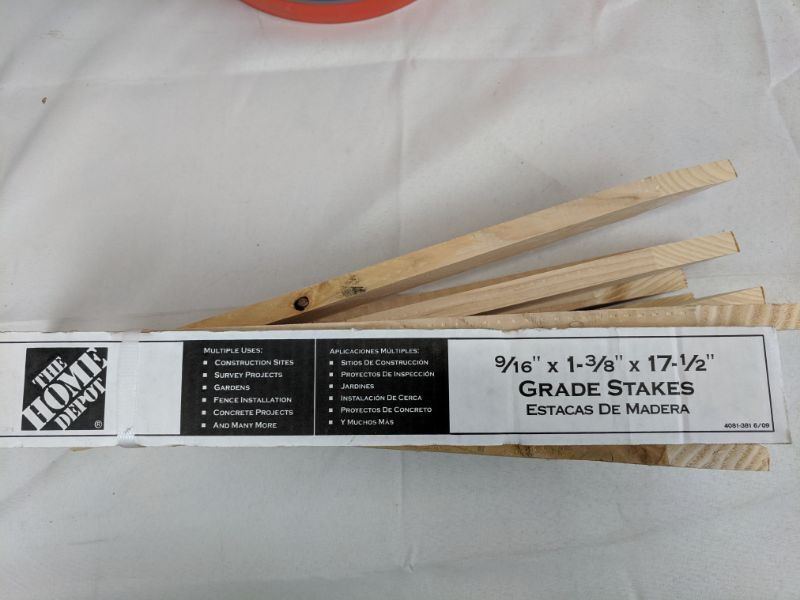 THE
HOME
DEPOT
®
MULTIPLE USES:
▪ CONSTRUCTION SITES
▪ SURVEY PROJECTS
▪ GARDENS
▪ FENCE INSTALLATION
▪ CONCRETE PROJECTS
▪ AND MANY MORE
APLICACIONES MÚLTIPLES:
▪ SITIOS DE CONSTRUCCIÓN
▪ PROYECTOS DE INSPECCIÓN
▪ JARDINES
▪ INSTALACIÓN DE CERCA
▪ PROYECTOS DE CONCRETO
▪ Y MUCHOS MÁS
9/16" X 1-3/8" X 17-1/2"
GRADE STAKES
ESTACAS DE MADERA
4081-381 6/09